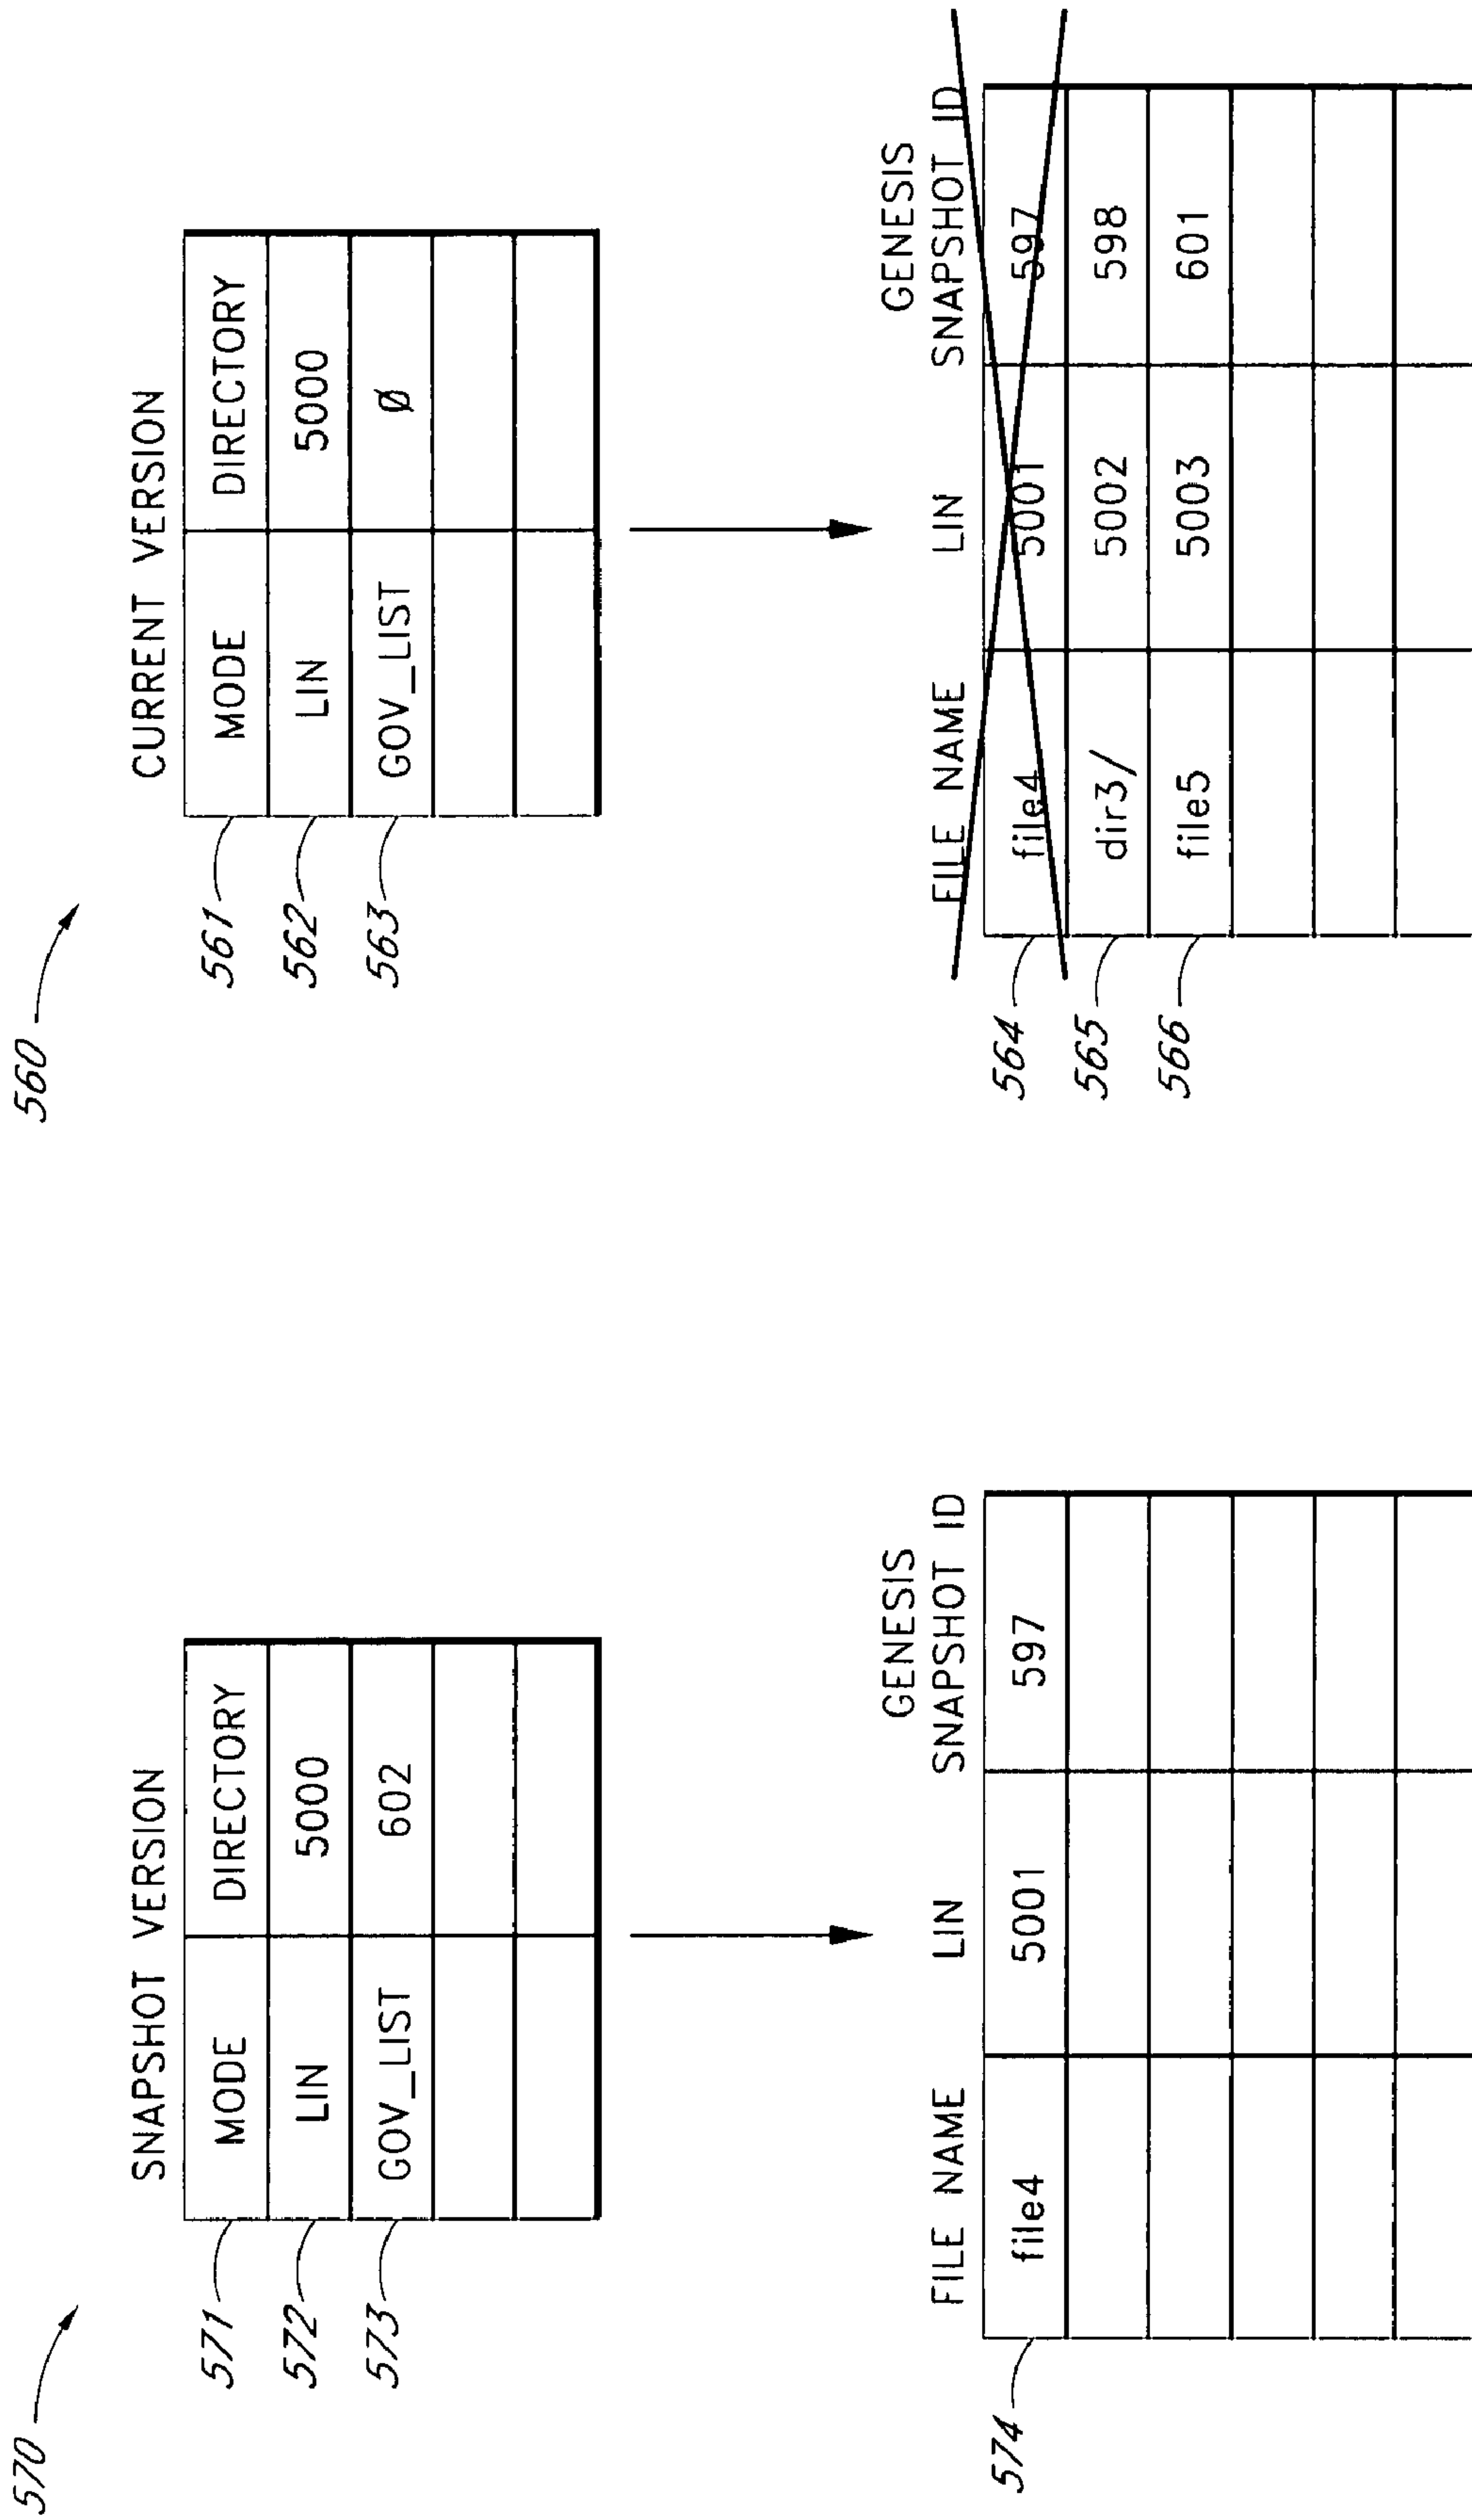 570
SNAPSHOT VERSION
571 MODE DIRECTORY
572 LIN 5000
573 GOV_LIST 602
GENESIS
FILE NAME LIN SNAPSHOT ID
574 file4 5001 597
560
CURRENT VERSION
561 MODE DIRECTORY
562 LIN 5000
563 GOV_LIST Ø
GENESIS
FILE NAME LIN SNAPSHOT ID
564 file4 5001 597
565 dir3/ 5002 598
566 file5 5003 601